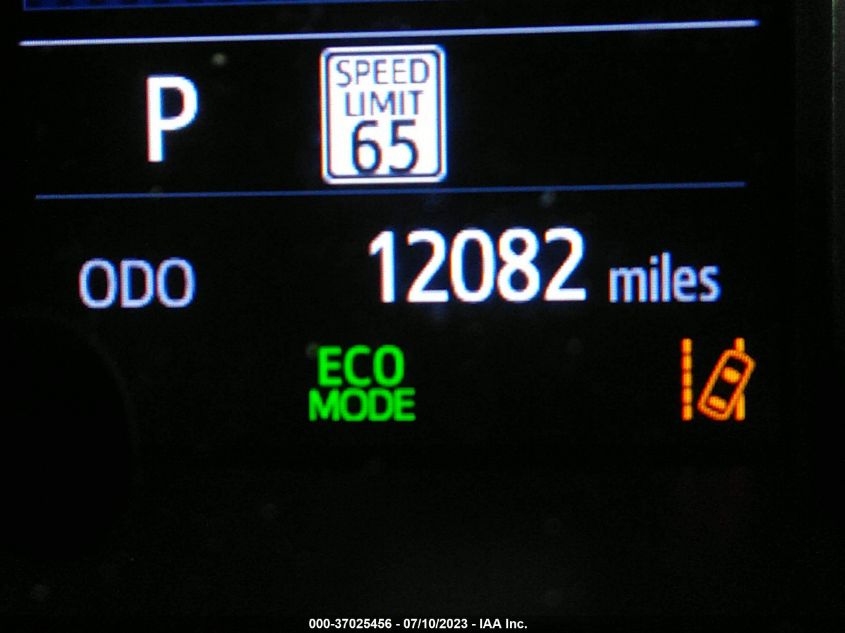 P
SPEED
LIMIT
65
ODO 12082 miles
ECO
MODE
000-37025456 - 07/10/2023 - IAA Inc.